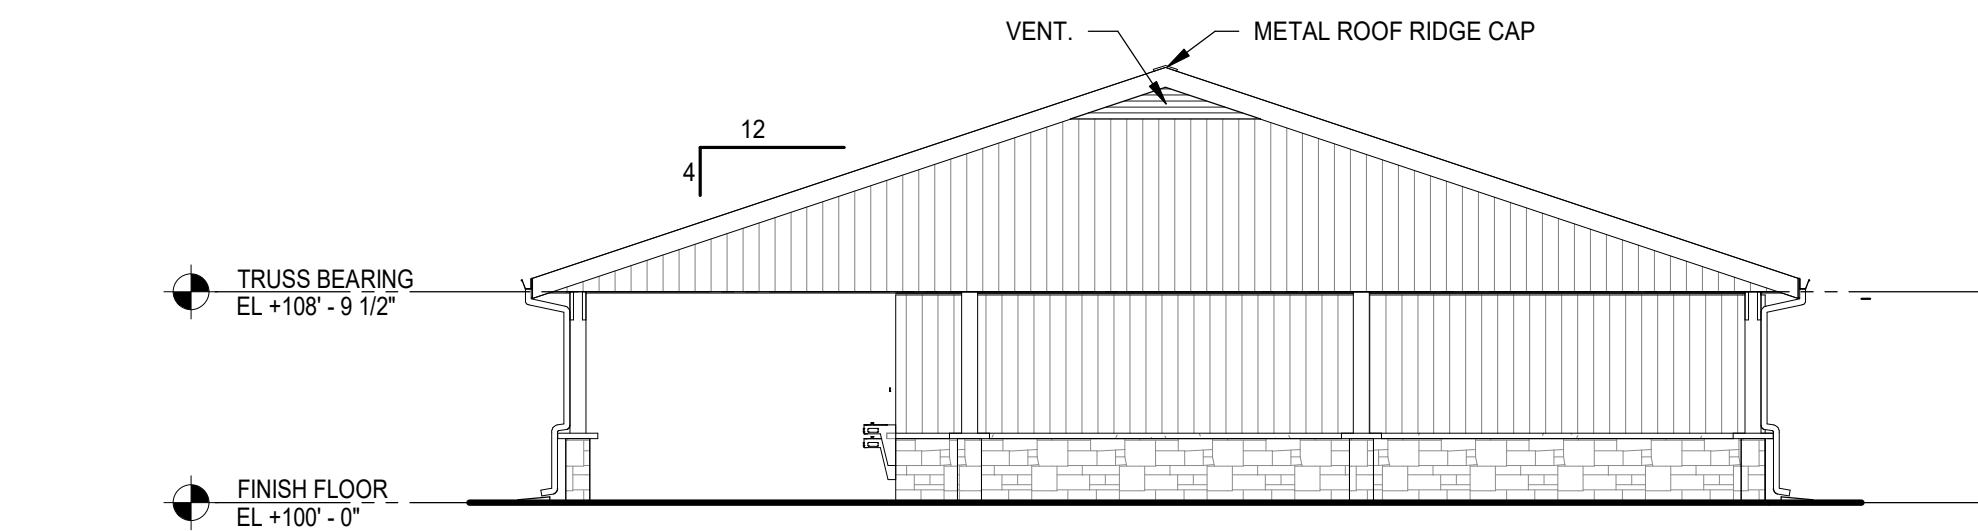 VENT.
METAL ROOF RIDGE CAP
12
4
TRUSS BEARING
EL +108' - 9 1/2"
FINISH FLOOR
EL +100' - 0"